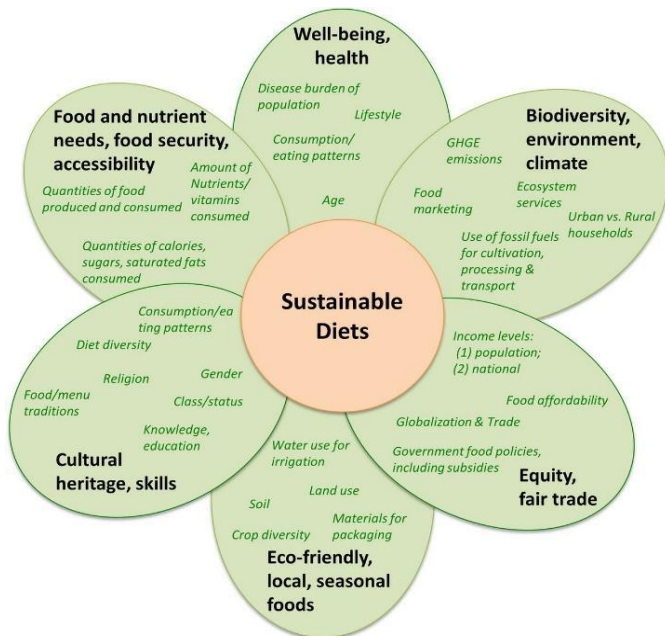 Well-being,
health
Disease burden of
population
Lifestyle
Consumption/
eating patterns
Age
Food and nutrient
needs, food security,
accessibility
Amount of
Nutrients/
vitamins
consumed
Quantities of food
produced and consumed
Quantities of calories,
sugars, saturated fats
consumed
Biodiversity,
environment,
climate
GHGE
emissions
Ecosystem
services
Food
marketing
Urban vs. Rural
households
Use of fossil fuels
for cultivation,
processing &
transport
Sustainable
Diets
Consumption/ea
ting patterns
Diet diversity
Religion
Gender
Food/menu
traditions
Class/status
Knowledge,
education
Cultural
heritage, skills
Income levels:
(1) population;
(2) national
Food affordability
Globalization & Trade
Government food policies,
including subsidies
Equity,
fair trade
Water use for
irrigation
Land use
Soil
Materials for
packaging
Crop diversity
Eco-friendly,
local, seasonal
foods